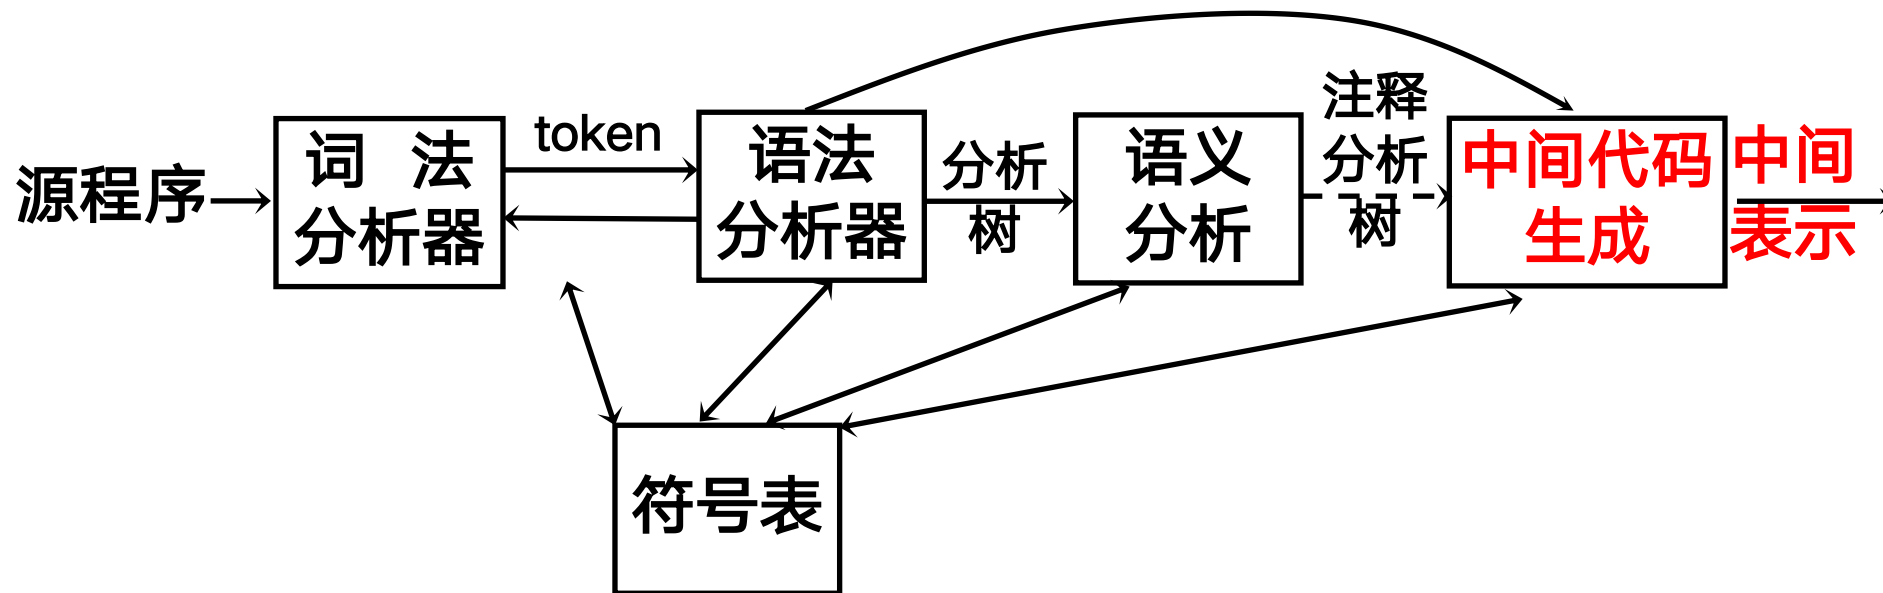 源程序
词 法
分析器
token
语法
分析器
分析
树
语义
分析
注释
分析
树
中间代码
生成
中间
表示
符号表